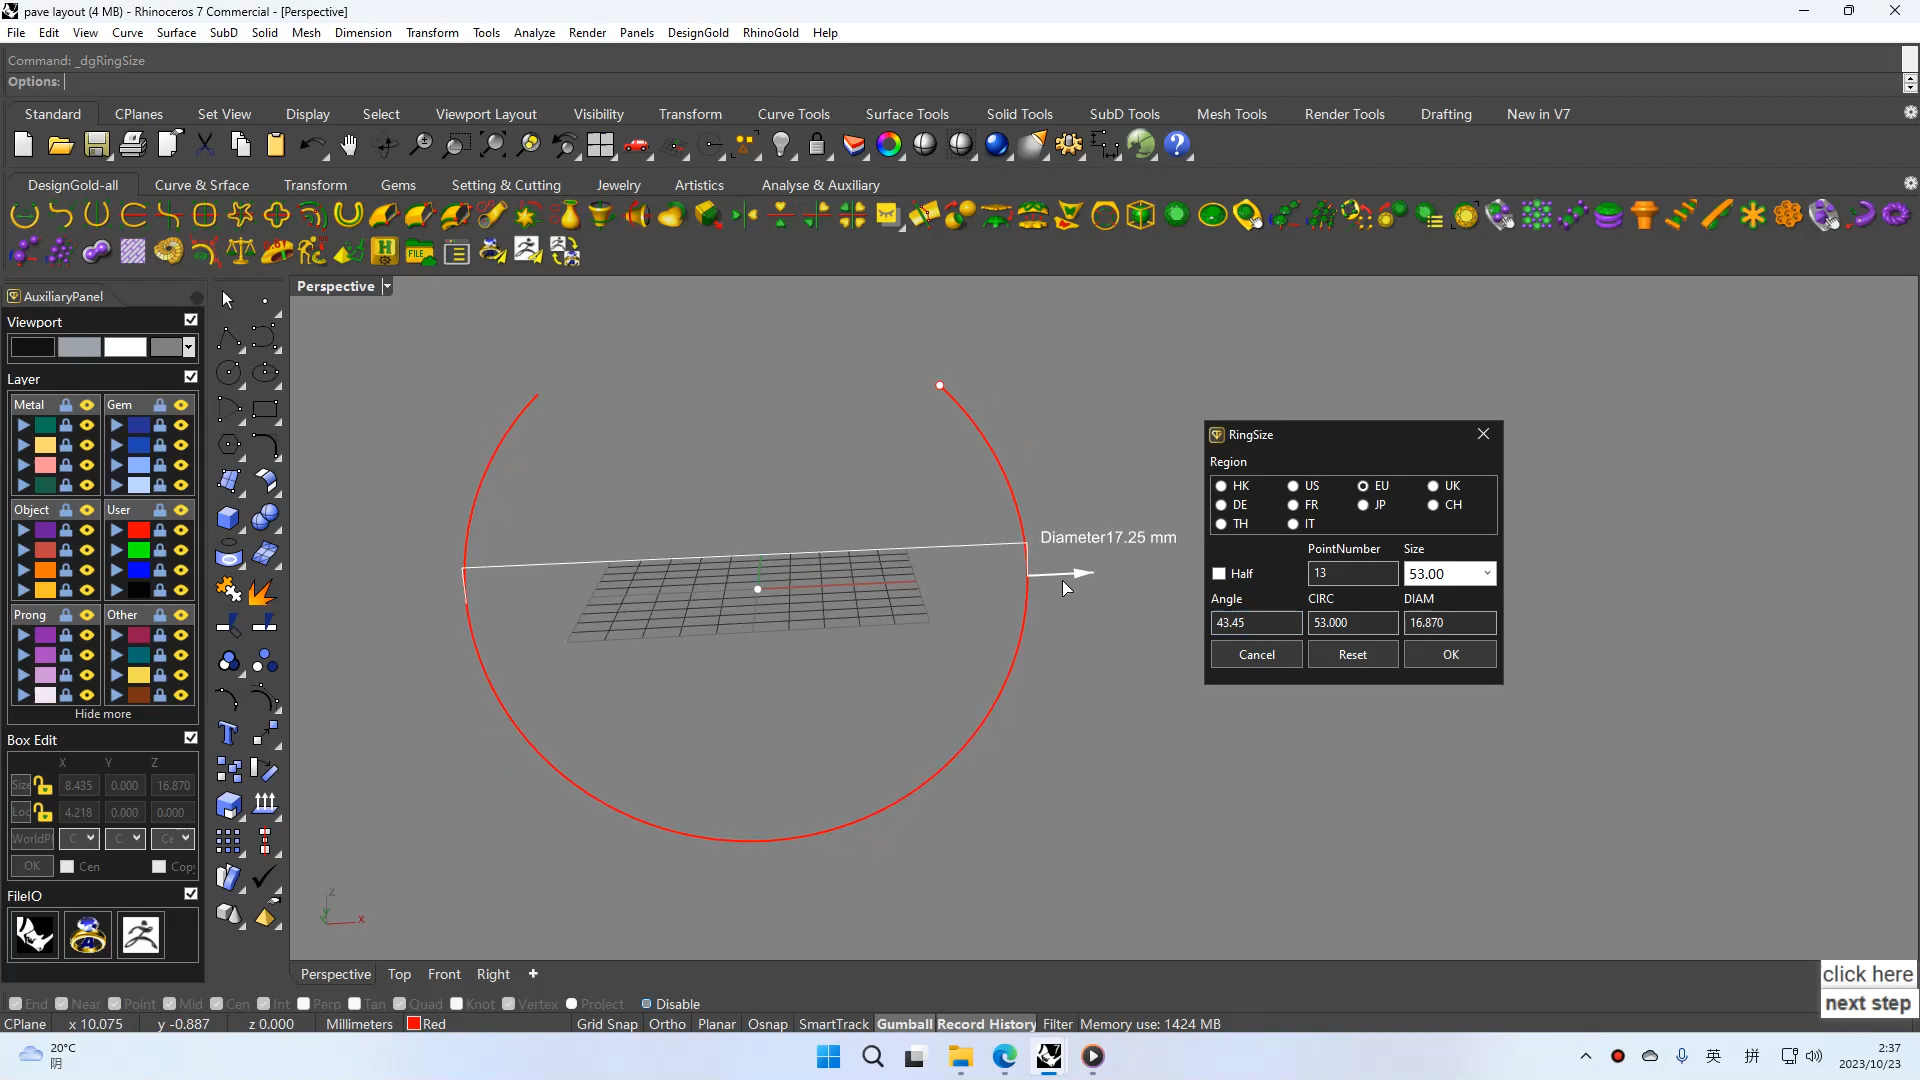 pave layout (4 MB) - Rhinoceros 7 Commercial - [Perspective]
File Edit View Curve Surface SubD Solid Mesh Dimension Transform Tools Analyze Render Panels DesignGold RhinoGold Help
Command: _dgRingSize
Options:
Standard CPlanes Set View Display Select Viewport Layout Visibility Transform Curve Tools Surface Tools Solid Tools SubD Tools Mesh Tools Render Tools Drafting New in V7
DesignGold-all Curve & Srface Transform Gems Setting & Cutting Jewelry Artistics Analyse & Auxiliary
AuxiliaryPanel
Viewport
Layer
Metal Gem
Object User
Prong Other
Hide more
Box Edit
X Y Z
Size 8.435 0.000 16.870
Loc 4.218 0.000 0.000
WorldPl C C Ce
OK Cen Copy
FileIO
Perspective
Diameter17.25 mm
z
y x
RingSize
Region
HK US EU UK
DE FR JP CH
TH IT
PointNumber Size
Half 13 53.00
Angle CIRC DIAM
43.45 53.000 16.870
Cancel Reset OK
click here
next step
Perspective Top Front Right
End Near Point Mid Cen Int Perp Tan Quad Knot Vertex Project Disable
CPlane x 10.075 y -0.887 z 0.000 Millimeters Red Grid Snap Ortho Planar Osnap SmartTrack Gumball Record History Filter Memory use: 1424 MB
20°C
阴
英 拼
2:37
2023/10/23